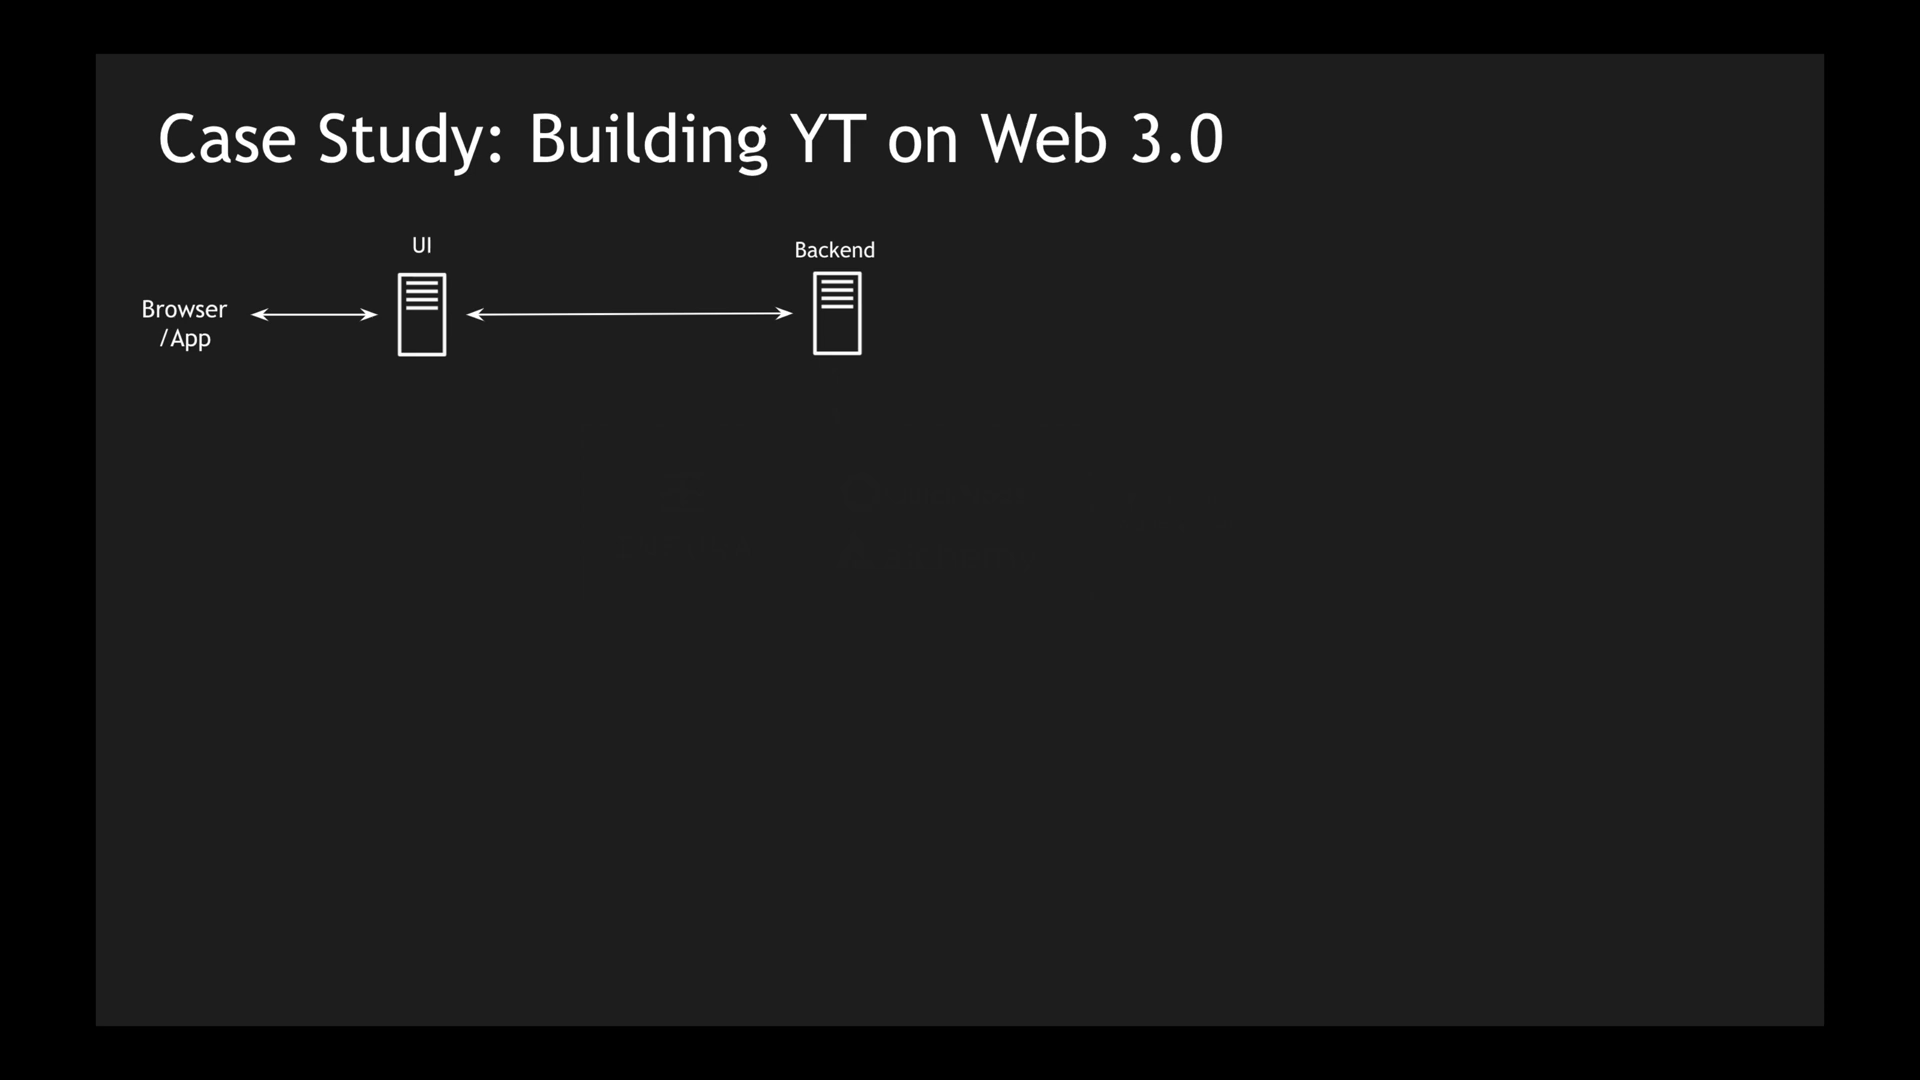 Case Study: Building YT on Web 3.0
UI
Backend
Browser
/App